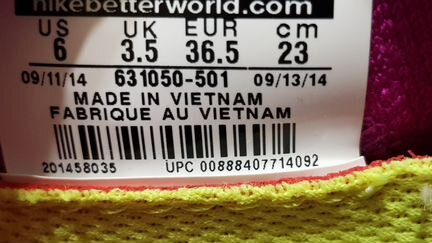 nikebetterworld.com
US UK EUR cm
6 3.5 36.5 23
09/11/14 631050-501 09/13/14
MADE IN VIETNAM
FABRIQUE AU VIETNAM
201458035 UPC 00888407714092